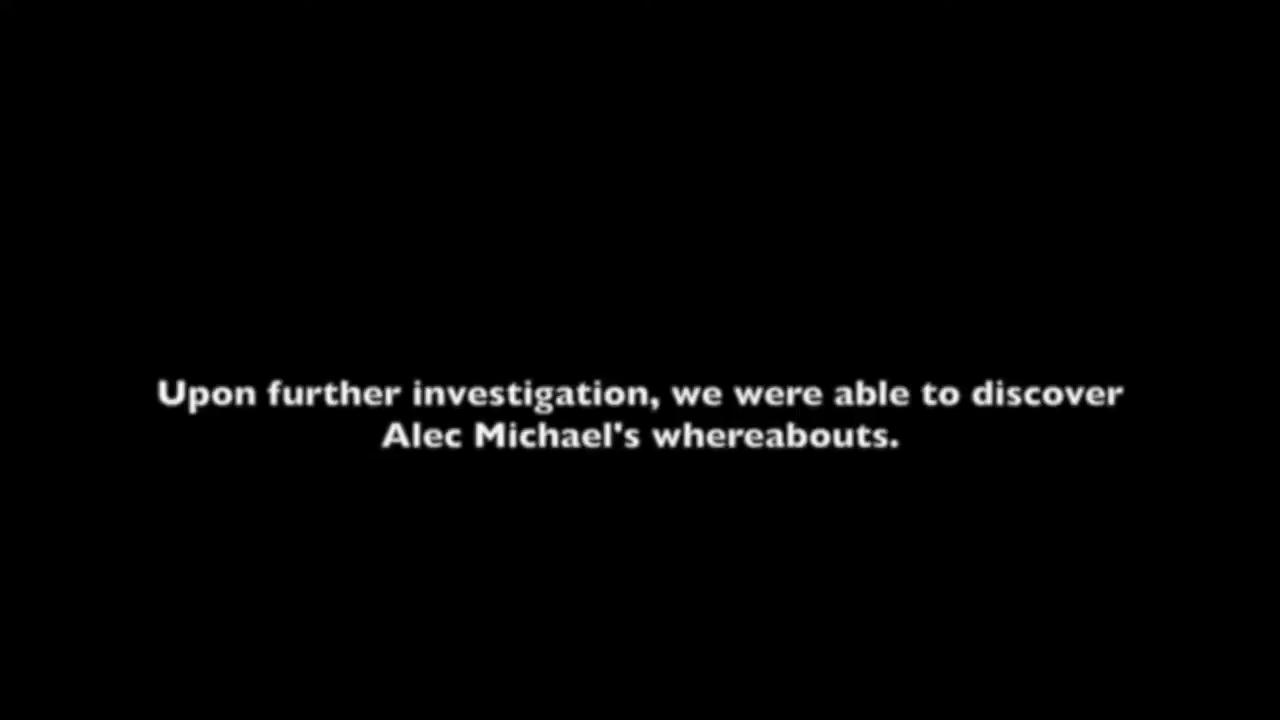 Upon further investigation, we were able to discover
Alec Michael's whereabouts.